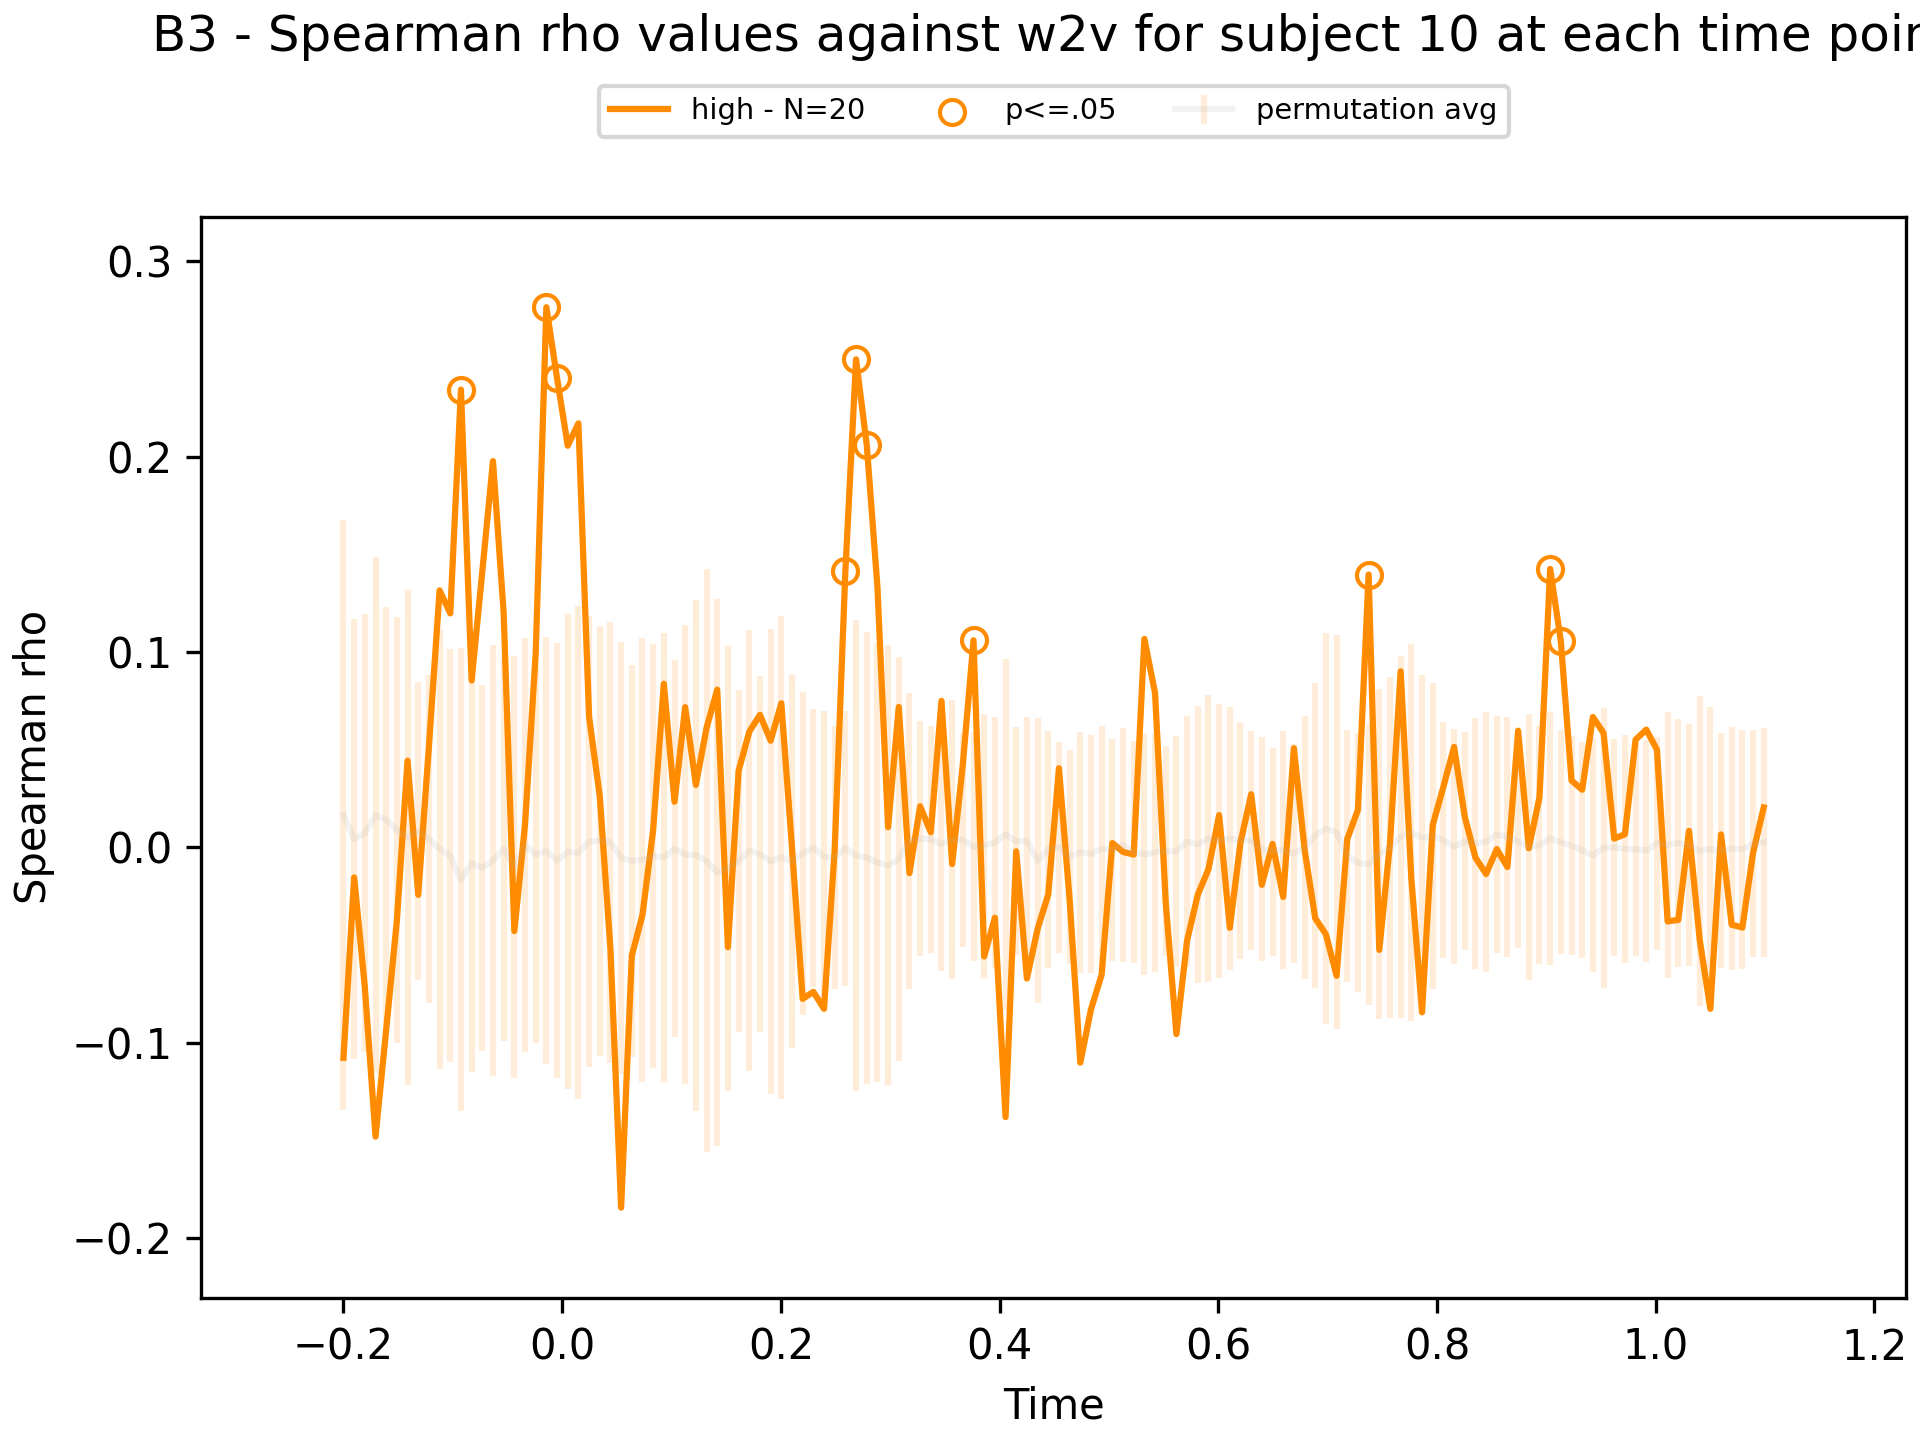 B3 - Spearman rho values against w2v for subject 10 at each time poin
high - N=20 p<=.05 permutation avg
0.3
0.2
0.1
0.0
−0.1
−0.2
Spearman rho
−0.2 0.0 0.2 0.4 0.6 0.8 1.0 1.2
Time